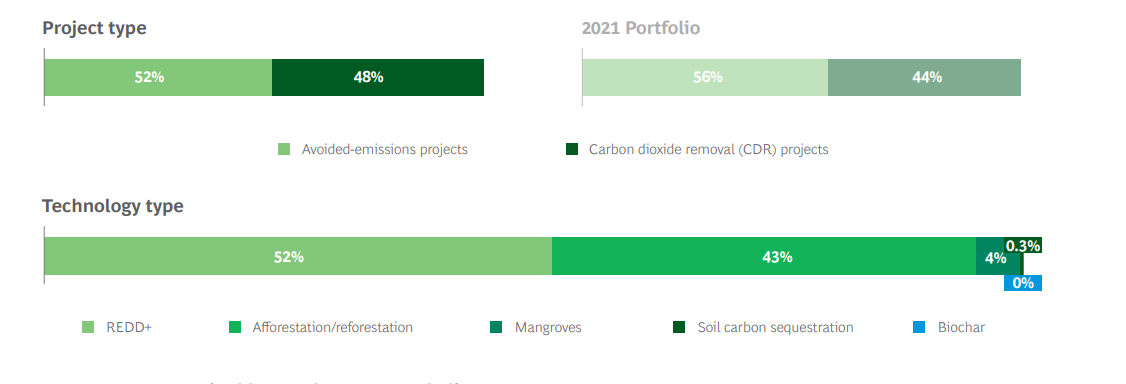 Project type
2021 Portfolio
52%
48%
56%
44%
Avoided-emissions projects
Carbon dioxide removal (CDR) projects
Technology type
52%
43%
4%
0.3%
0%
REDD+
Afforestation/reforestation
Mangroves
Soil carbon sequestration
Biochar